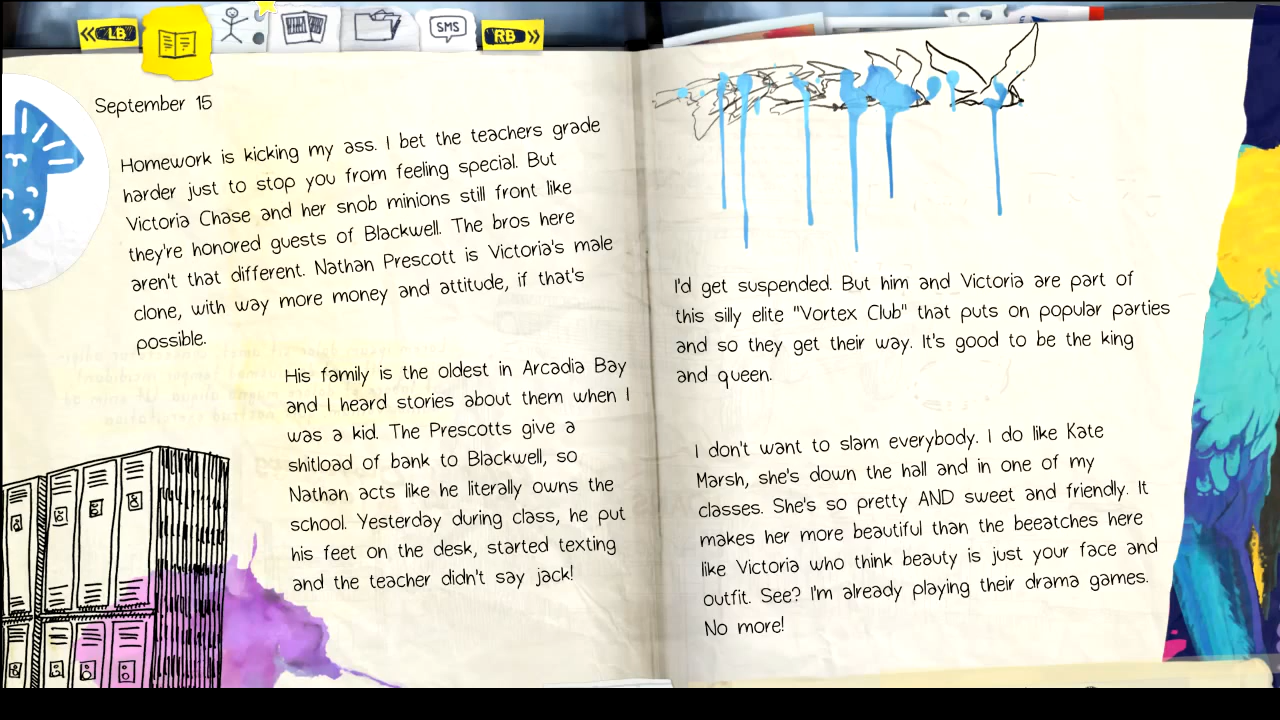 LB
SMS
RB
September 15
Homework is kicking my ass. I bet the teachers grade
harder just to stop you from feeling special. But
Victoria Chase and her snob minions still front like
they're honored guests of Blackwell. The bros here
aren't that different. Nathan Prescott is Victoria's male
clone, with way more money and attitude, if that's
possible.
His family is the oldest in Arcadia Bay
and I heard stories about them when I
was a kid. The Prescotts give a
shitload of bank to Blackwell, so
Nathan acts like he literally owns the
school. Yesterday during class, he put
his feet on the desk, started texting
and the teacher didn't say jack!
I'd get suspended. But him and Victoria are part of
this silly elite "Vortex Club" that puts on popular parties
and so they get their way. It's good to be the king
and queen.
I don't want to slam everybody. I do like Kate
Marsh, she's down the hall and in one of my
classes. She's so pretty AND sweet and friendly. It
makes her more beautiful than the beeatches here
like Victoria who think beauty is just your face and
outfit. See? I'm already playing their drama games.
No more!